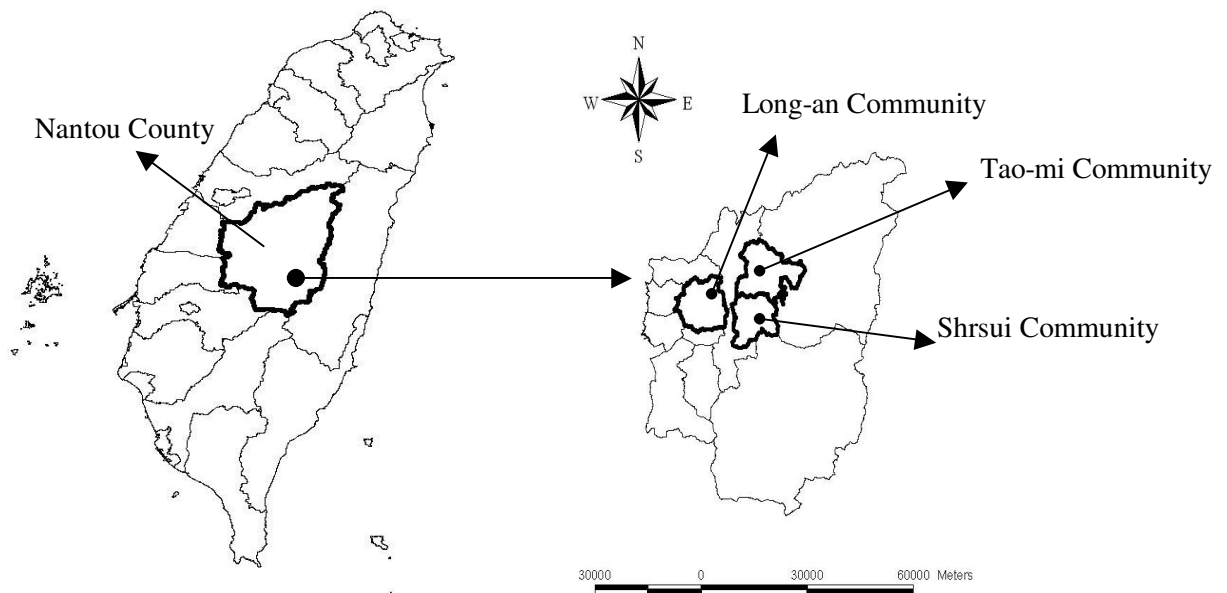 Nantou County
N
W E
S
Long-an Community
Tao-mi Community
Shrsui Community
30000 0 30000 60000 Meters